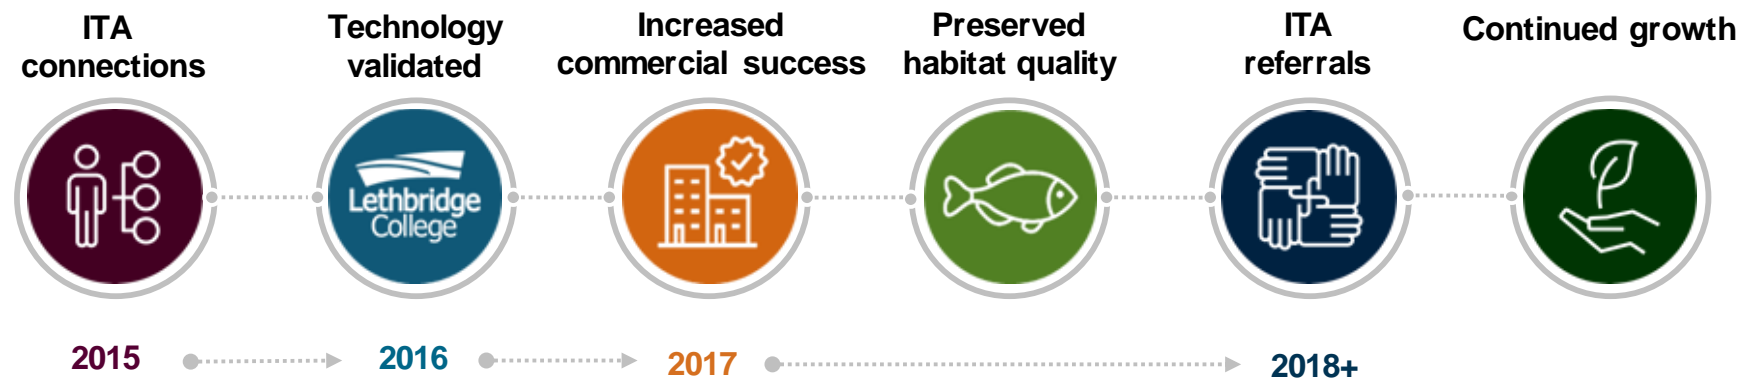 ITA
connections
Technology
validated
Increased
commercial success
Preserved
habitat quality
ITA
referrals
Continued growth
Lethbridge
College
2015
2016
2017
2018+